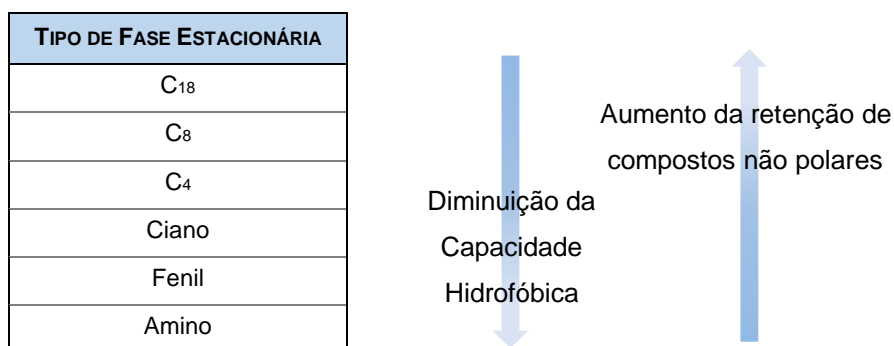 TIPO DE FASE ESTACIONÁRIA
C18
C8
C4
Ciano
Fenil
Amino
Diminuição da
Capacidade
Hidrofóbica
Aumento da retenção de
compostos não polares